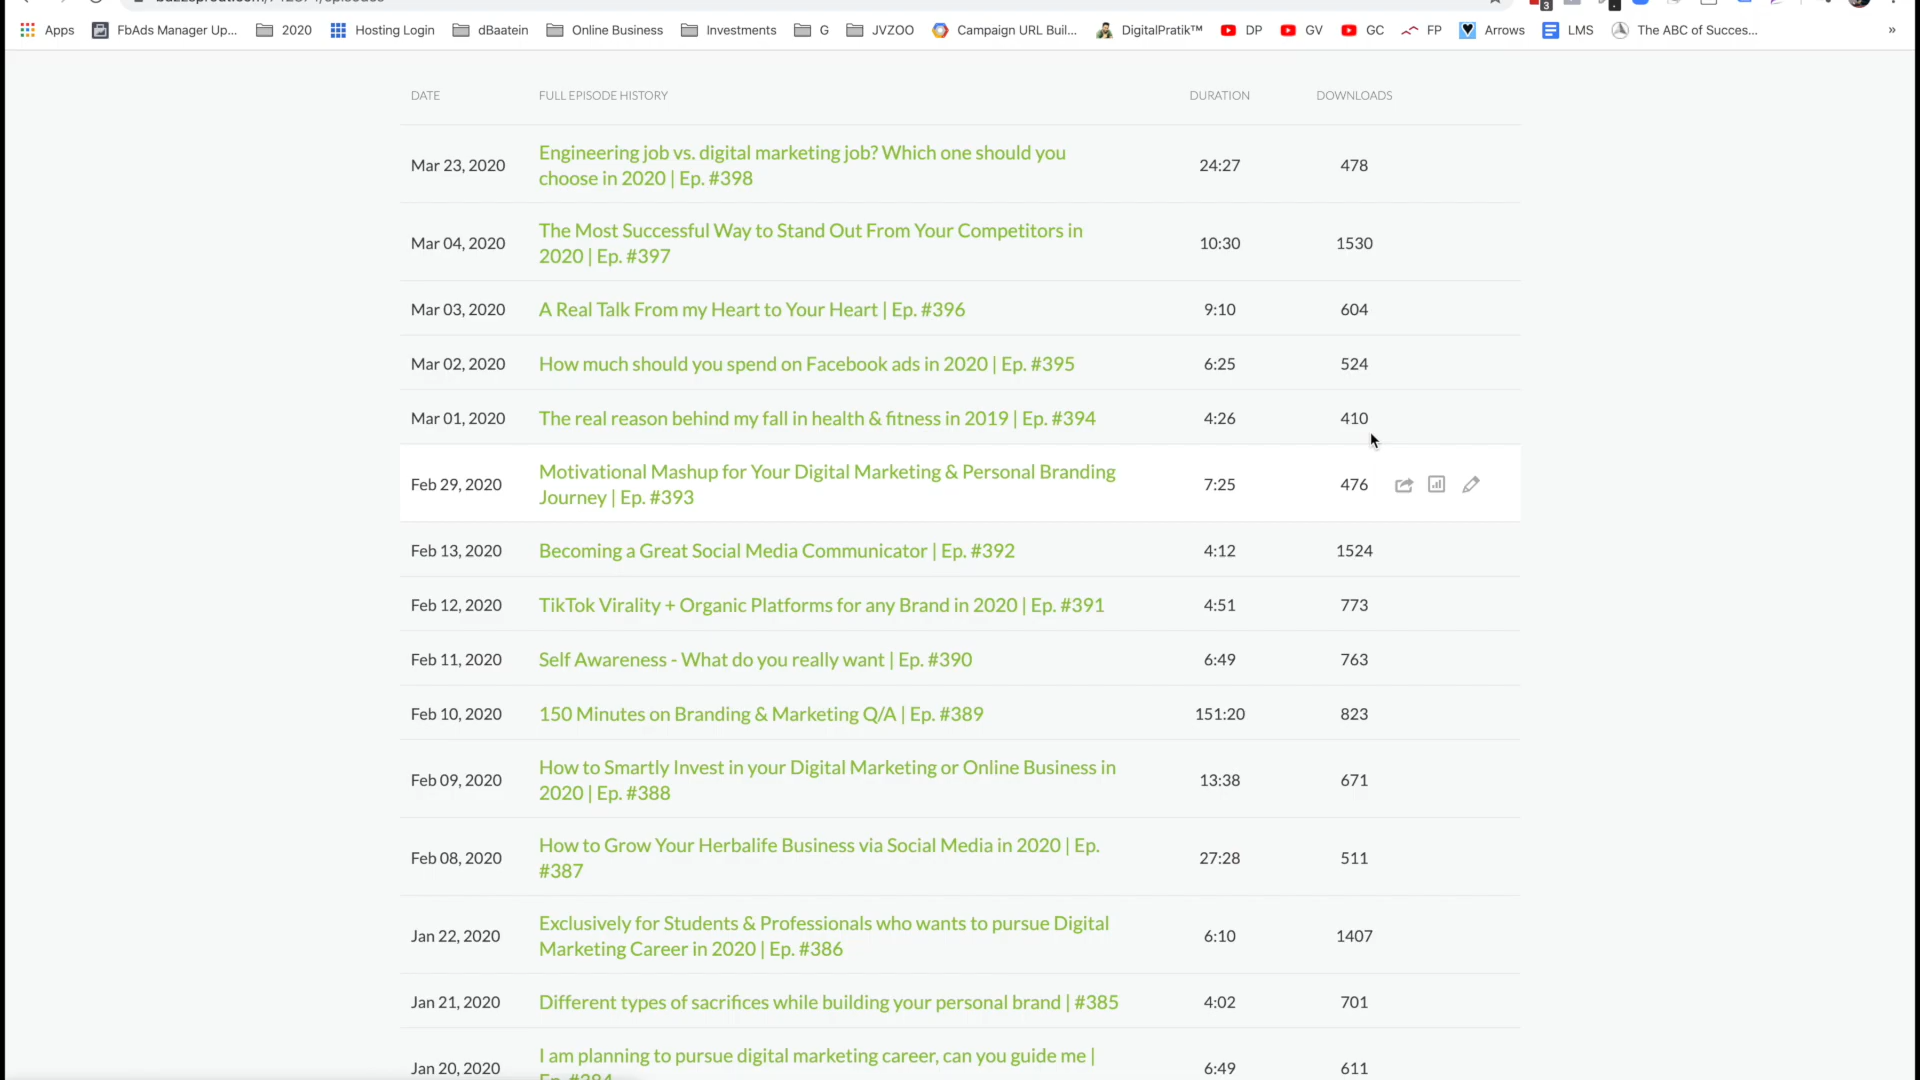 Apps FbAds Manager Up... 2020 Hosting Login dBaatein Online Business Investments G JVZOO Campaign URL Buil... DigitalPratik™ DP GV GC FP Arrows LMS The ABC of Succes... »
DATE FULL EPISODE HISTORY DURATION DOWNLOADS
Mar 23, 2020 Engineering job vs. digital marketing job? Which one should you 24:27 478
choose in 2020 | Ep. #398
Mar 04, 2020 The Most Successful Way to Stand Out From Your Competitors in 10:30 1530
2020 | Ep. #397
Mar 03, 2020 A Real Talk From my Heart to Your Heart | Ep. #396 9:10 604
Mar 02, 2020 How much should you spend on Facebook ads in 2020 | Ep. #395 6:25 524
Mar 01, 2020 The real reason behind my fall in health & fitness in 2019 | Ep. #394 4:26 410
Feb 29, 2020 Motivational Mashup for Your Digital Marketing & Personal Branding 7:25 476
Journey | Ep. #393
Feb 13, 2020 Becoming a Great Social Media Communicator | Ep. #392 4:12 1524
Feb 12, 2020 TikTok Virality + Organic Platforms for any Brand in 2020 | Ep. #391 4:51 773
Feb 11, 2020 Self Awareness - What do you really want | Ep. #390 6:49 763
Feb 10, 2020 150 Minutes on Branding & Marketing Q/A | Ep. #389 151:20 823
Feb 09, 2020 How to Smartly Invest in your Digital Marketing or Online Business in 13:38 671
2020 | Ep. #388
Feb 08, 2020 How to Grow Your Herbalife Business via Social Media in 2020 | Ep. 27:28 511
#387
Jan 22, 2020 Exclusively for Students & Professionals who wants to pursue Digital 6:10 1407
Marketing Career in 2020 | Ep. #386
Jan 21, 2020 Different types of sacrifices while building your personal brand | #385 4:02 701
Jan 20, 2020 I am planning to pursue digital marketing career, can you guide me | 6:49 611
Ep. #384